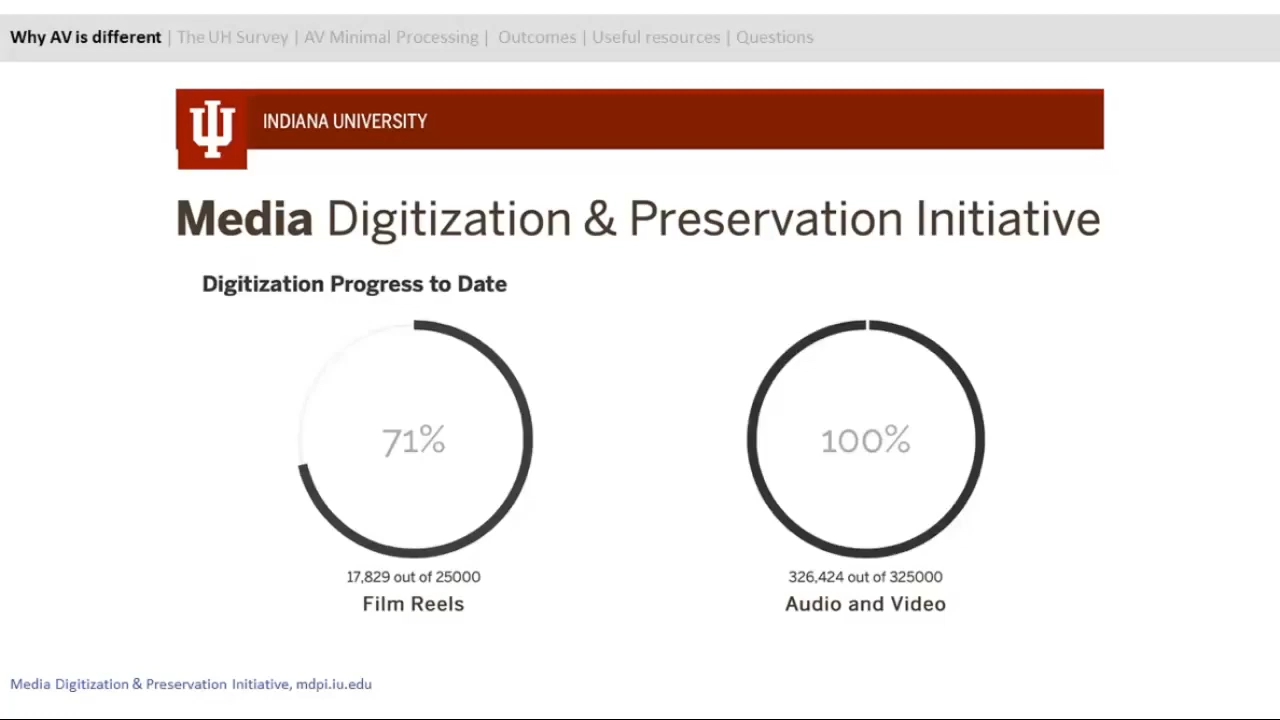 Why AV is different | The UH Survey | AV Minimal Processing | Outcomes | Useful resources | Questions
INDIANA UNIVERSITY
Media Digitization & Preservation Initiative
Digitization Progress to Date
71%
100%
17,829 out of 25000
326,424 out of 325000
Film Reels
Audio and Video
Media Digitization & Preservation Initiative, mdpi.iu.edu